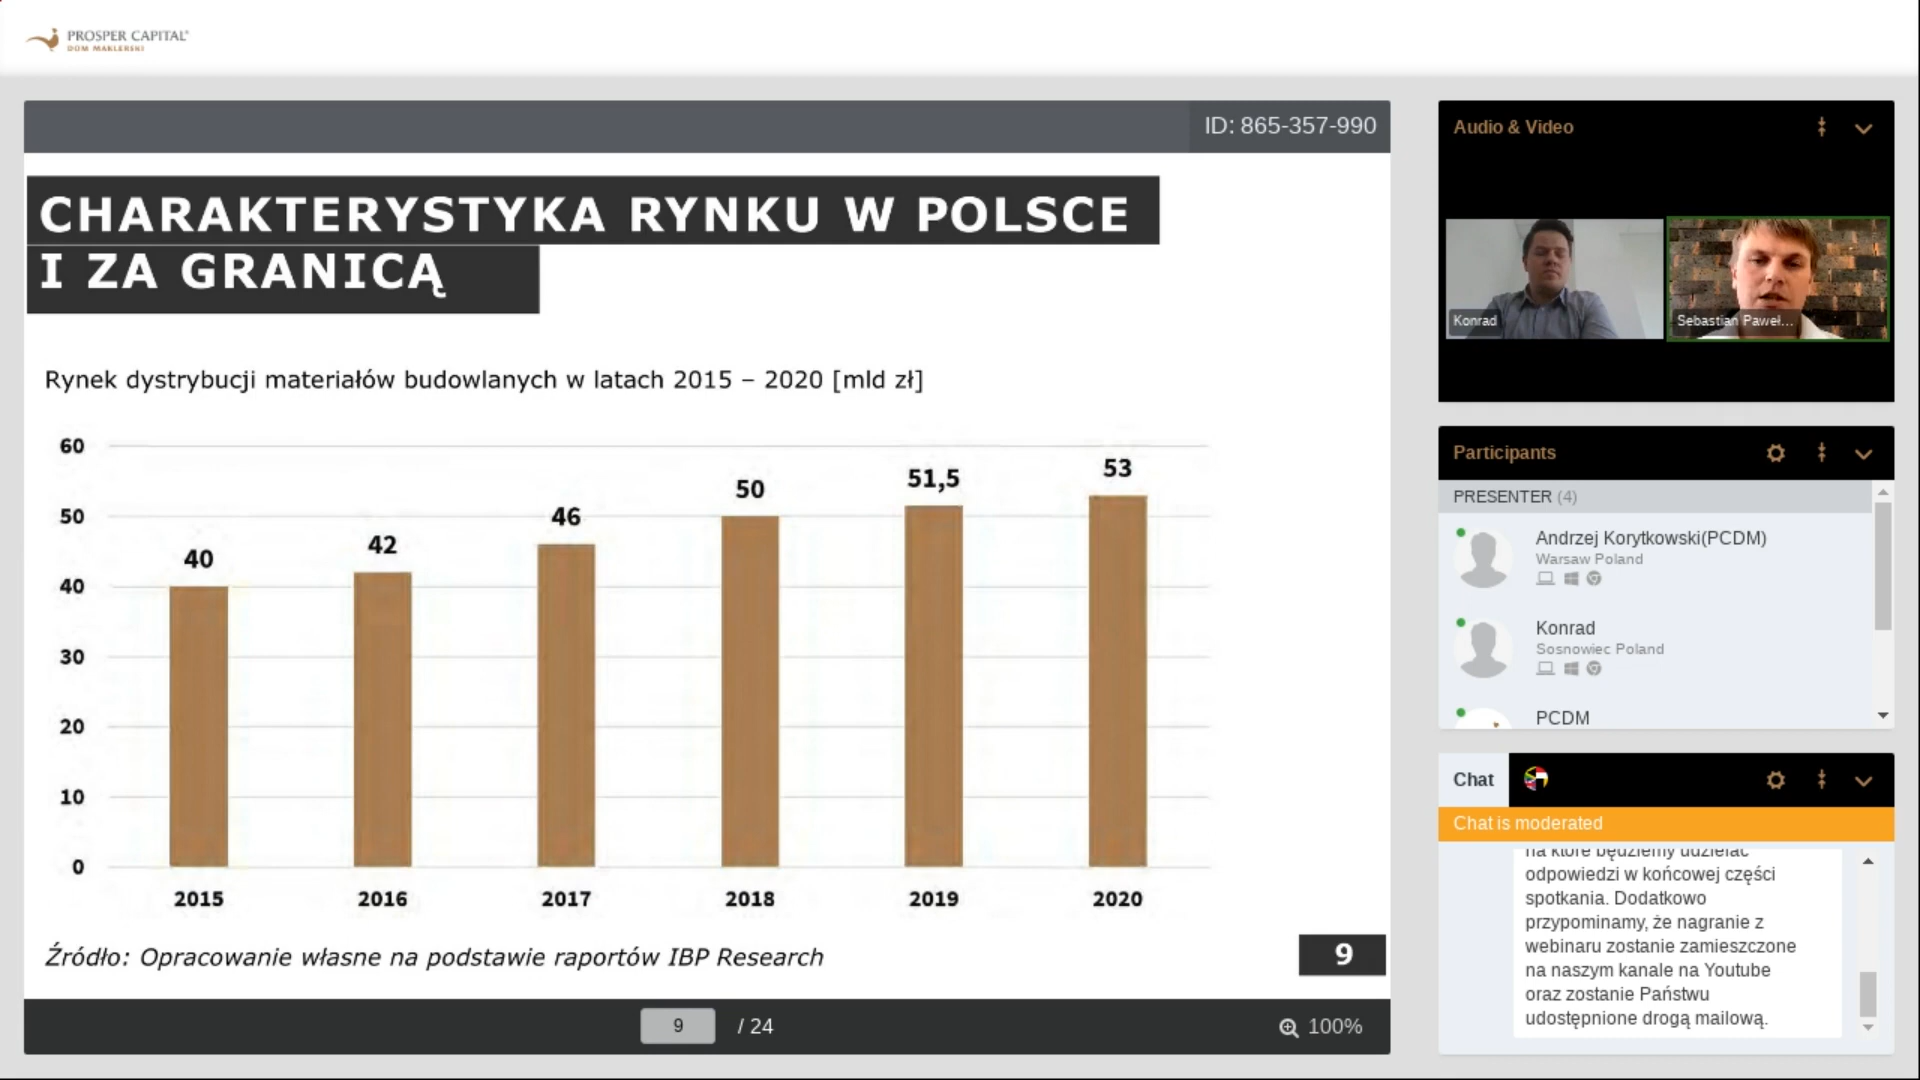 PROSPER CAPITAL®
DOM MAKLERSKI
ID: 865-357-990
CHARAKTERYSTYKA RYNKU W POLSCE
I ZA GRANICĄ
Rynek dystrybucji materiałów budowlanych w latach 2015 – 2020 [mld zł]
60
50
40
30
20
10
0
40
42
46
50
51,5
53
2015
2016
2017
2018
2019
2020
Źródło: Opracowanie własne na podstawie raportów IBP Research
9
9 / 24
100%
Audio & Video
Konrad
Sebastian Paweł...
Participants
PRESENTER (4)
Andrzej Korytkowski(PCDM)
Warsaw Poland
Konrad
Sosnowiec Poland
PCDM
Chat
Chat is moderated
na które będziemy udzielać
odpowiedzi w końcowej części
spotkania. Dodatkowo
przypominamy, że nagranie z
webinaru zostanie zamieszczone
na naszym kanale na Youtube
oraz zostanie Państwu
udostępnione drogą mailową.